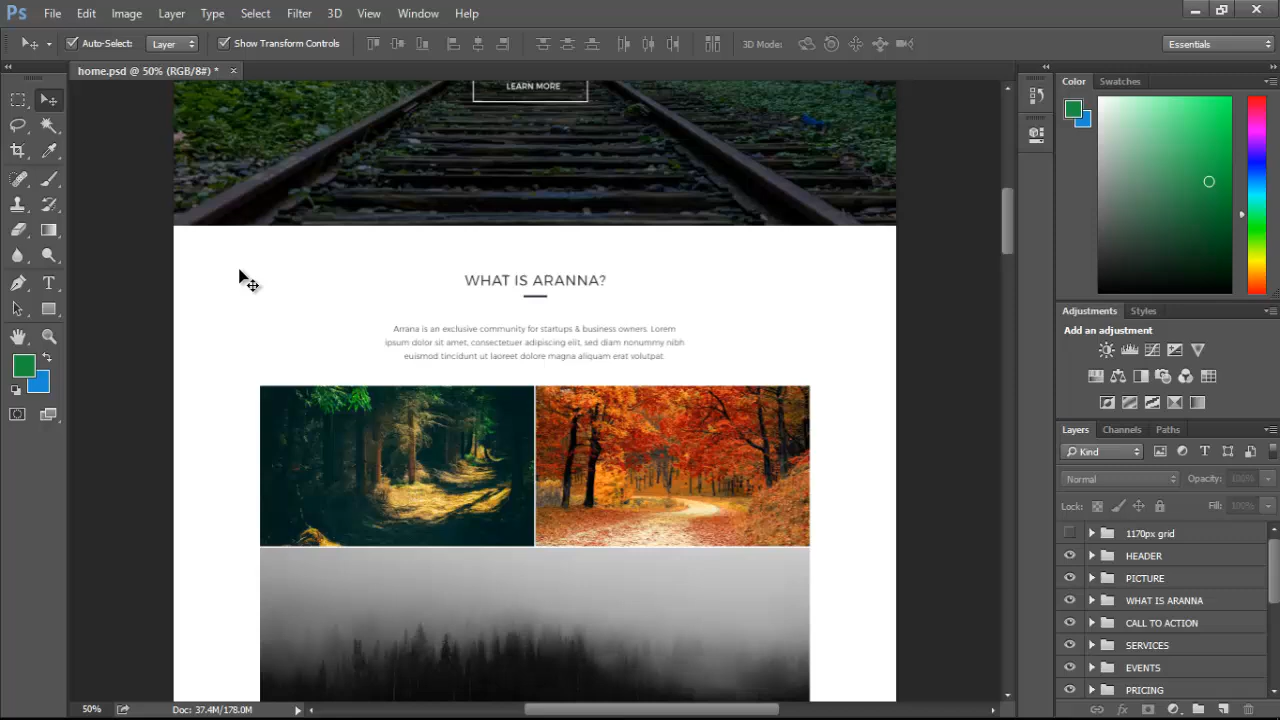 Ps File Edit Image Layer Type Select Filter 3D View Window Help
Auto-Select: Layer Show Transform Controls 3D Mode: Essentials
home.psd @ 50% (RGB/8#) * ×
LEARN MORE
WHAT IS ARANNA?
Arrana is an exclusive community for startups & business owners. Lorem
ipsum dolor sit amet, consectetuer adipiscing elit, sed diam nonummy nibh
euismod tincidunt ut laoreet dolore magna aliquam erat volutpat.
Color Swatches
Adjustments Styles
Add an adjustment
Layers Channels Paths
Kind
Normal Opacity: 100%
Lock: Fill: 100%
1170px grid
HEADER
PICTURE
WHAT IS ARANNA
CALL TO ACTION
SERVICES
EVENTS
PRICING
50% Doc: 37.4M/178.0M